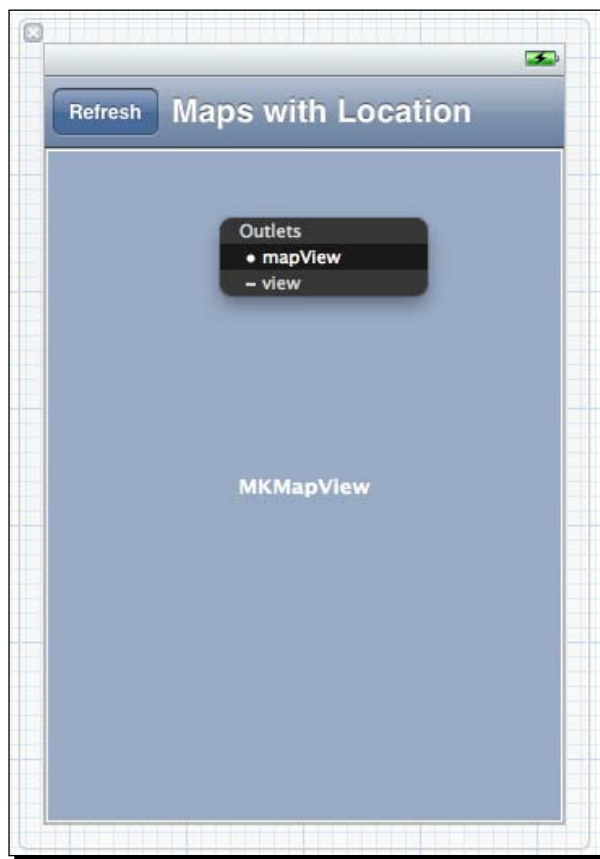 Refresh
Maps with Location
Outlets
• mapView
– view
MKMapView